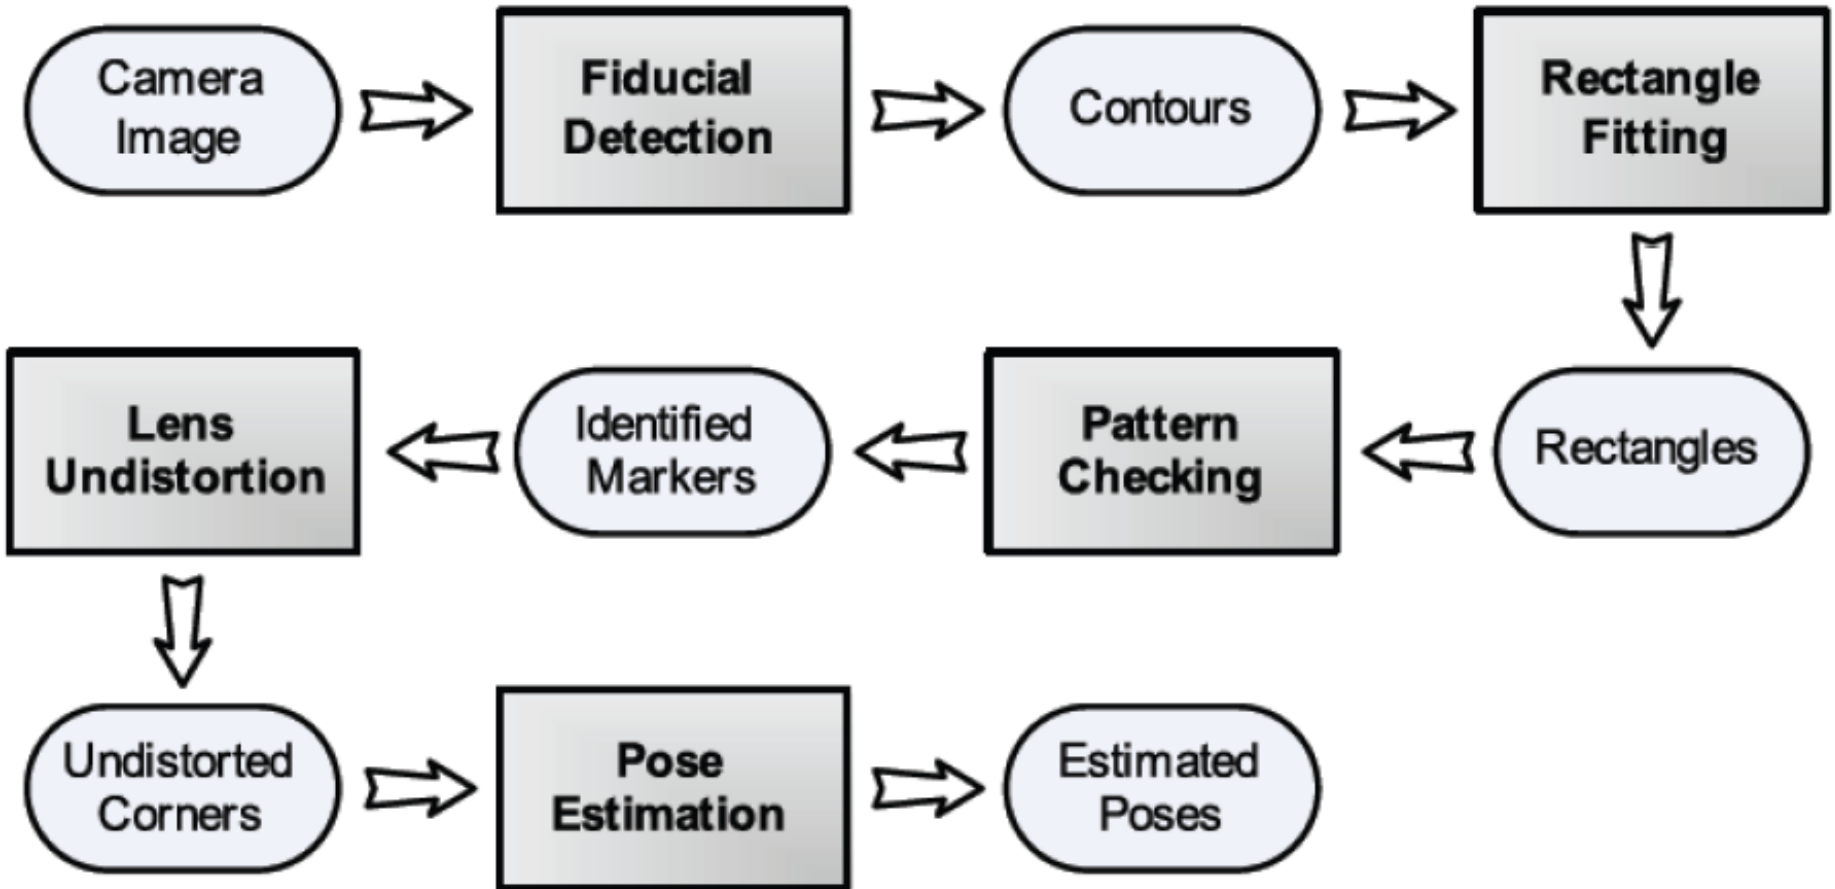 Camera
Image
Fiducial
Detection
Contours
Rectangle
Fitting
Lens
Undistortion
Identified
Markers
Pattern
Checking
Rectangles
Undistorted
Corners
Pose
Estimation
Estimated
Poses